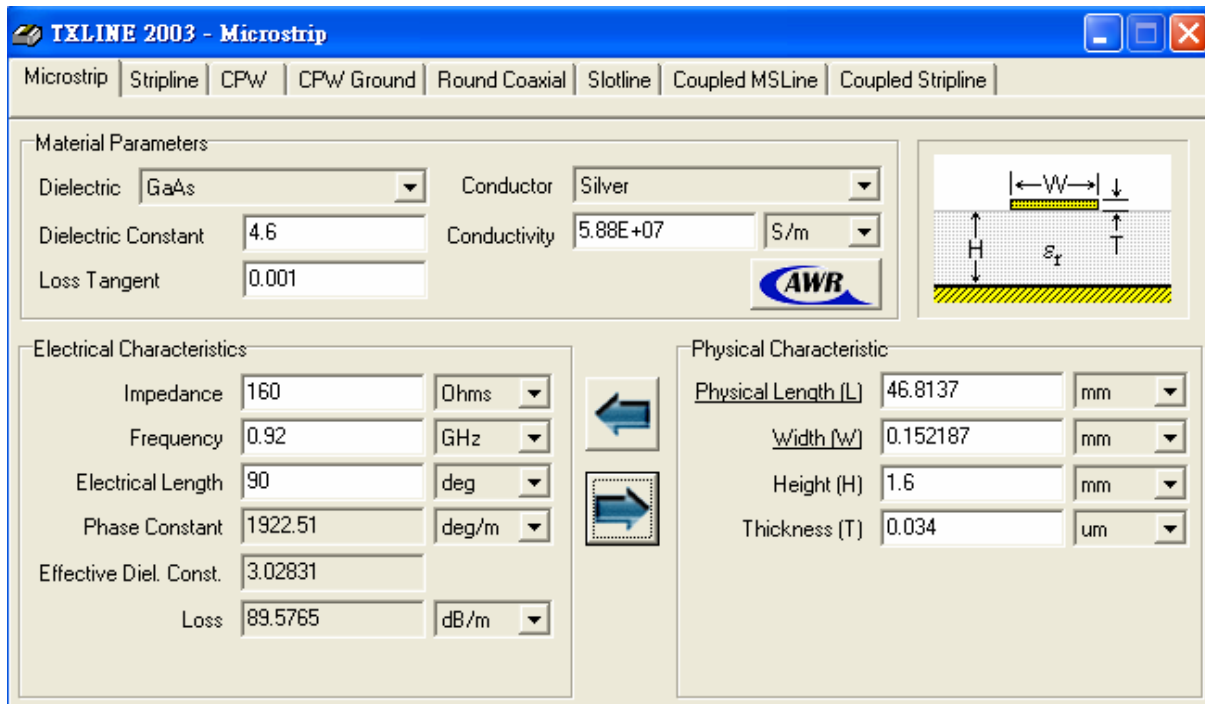 TXLINE 2003 - Microstrip
Microstrip Stripline CPW CPW Ground Round Coaxial Slotline Coupled MSLine Coupled Stripline
Material Parameters
Dielectric GaAs Conductor Silver
Dielectric Constant 4.6 Conductivity 5.88E+07 S/m
Loss Tangent 0.001 AWR
W
H εr T
Electrical Characteristics
Impedance 160 Ohms
Frequency 0.92 GHz
Electrical Length 90 deg
Phase Constant 1922.51 deg/m
Effective Diel. Const. 3.02831
Loss 89.5765 dB/m
Physical Characteristic
Physical Length (L) 46.8137 mm
Width (W) 0.152187 mm
Height (H) 1.6 mm
Thickness (T) 0.034 um